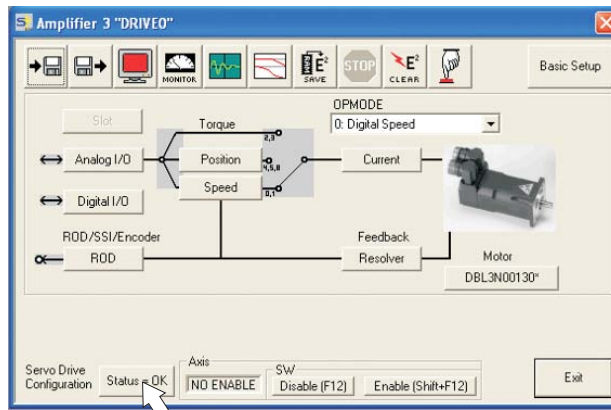 Amplifier 3 "DRIVE0"
MONITOR
E² SAVE
STOP
E² CLEAR
Basic Setup
OPMODE
0: Digital Speed
Slot
Torque
2,3
Analog I/O
Position
4,5,8
Current
Speed
0,1
Digital I/O
ROD/SSI/Encoder
ROD
Feedback
Resolver
Motor
DBL3N00130*
Servo Drive
Configuration
Status = OK
Axis
NO ENABLE
SW
Disable (F12)
Enable (Shift+F12)
Exit